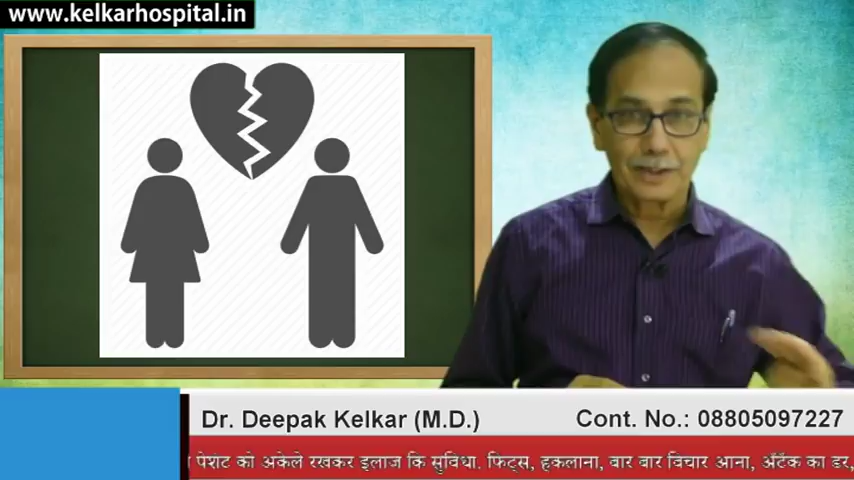 www.kelkarhospital.in
Dr. Deepak Kelkar (M.D.)
Cont. No.: 08805097227
पेशंट को अकेले रखकर इलाज कि सुविधा. फिट्स, हकलाना, बार बार विचार आना, अँटॅक का डर,